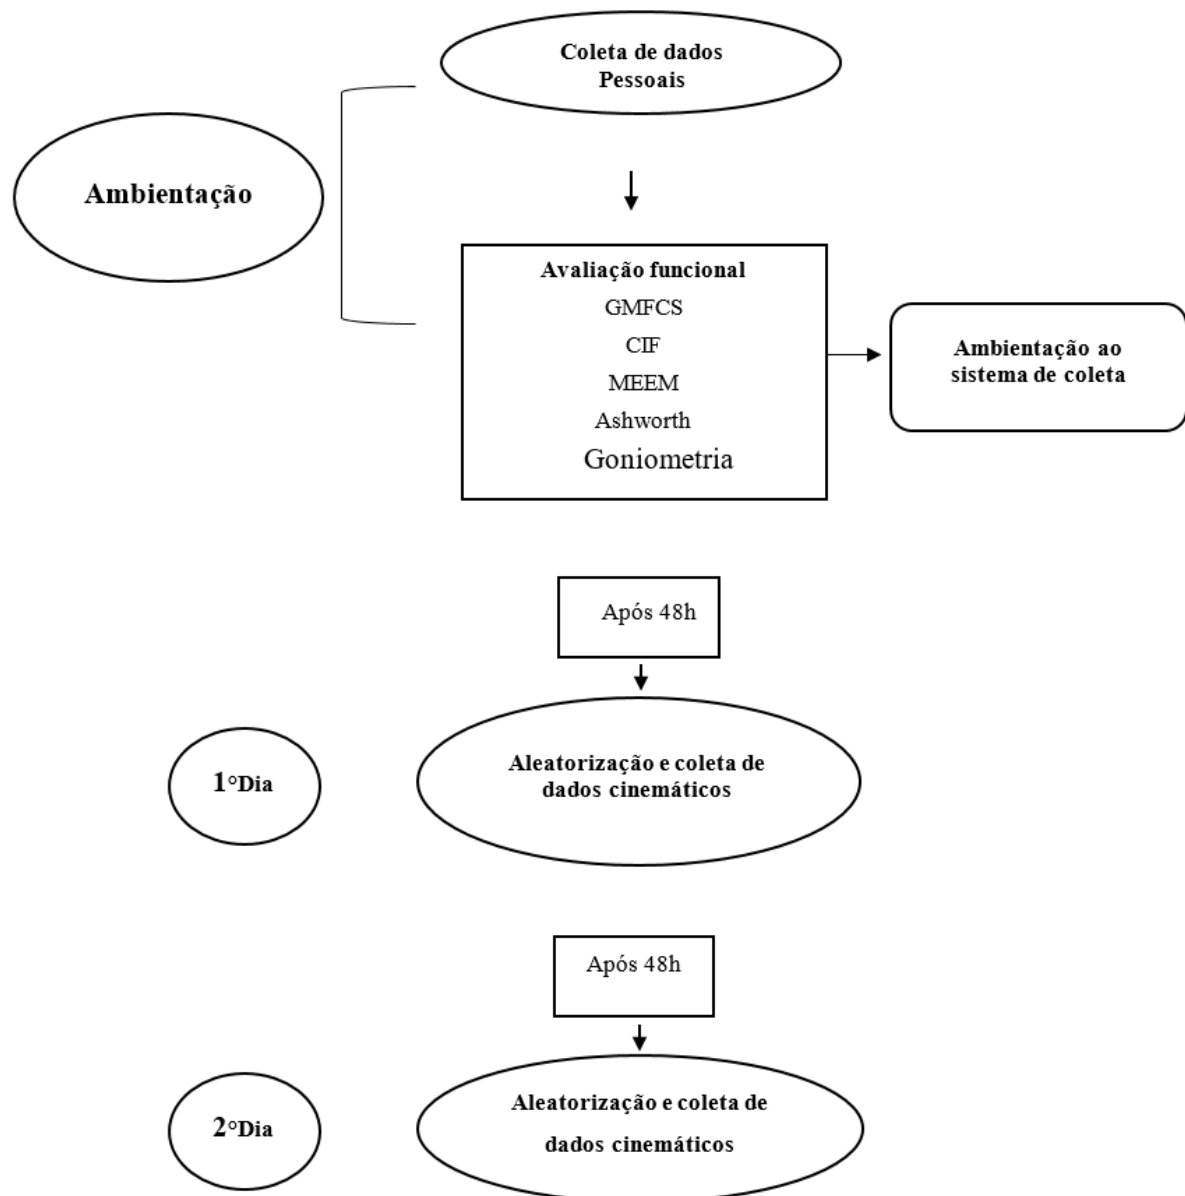 Coleta de dados
Pessoais
Ambientação
Avaliação funcional
GMFCS
CIF
MEEM
Ashworth
Goniometria
Ambientação ao
sistema de coleta
Após 48h
1°Dia
Aleatorização e coleta de
dados cinemáticos
Após 48h
2°Dia
Aleatorização e coleta de
dados cinemáticos